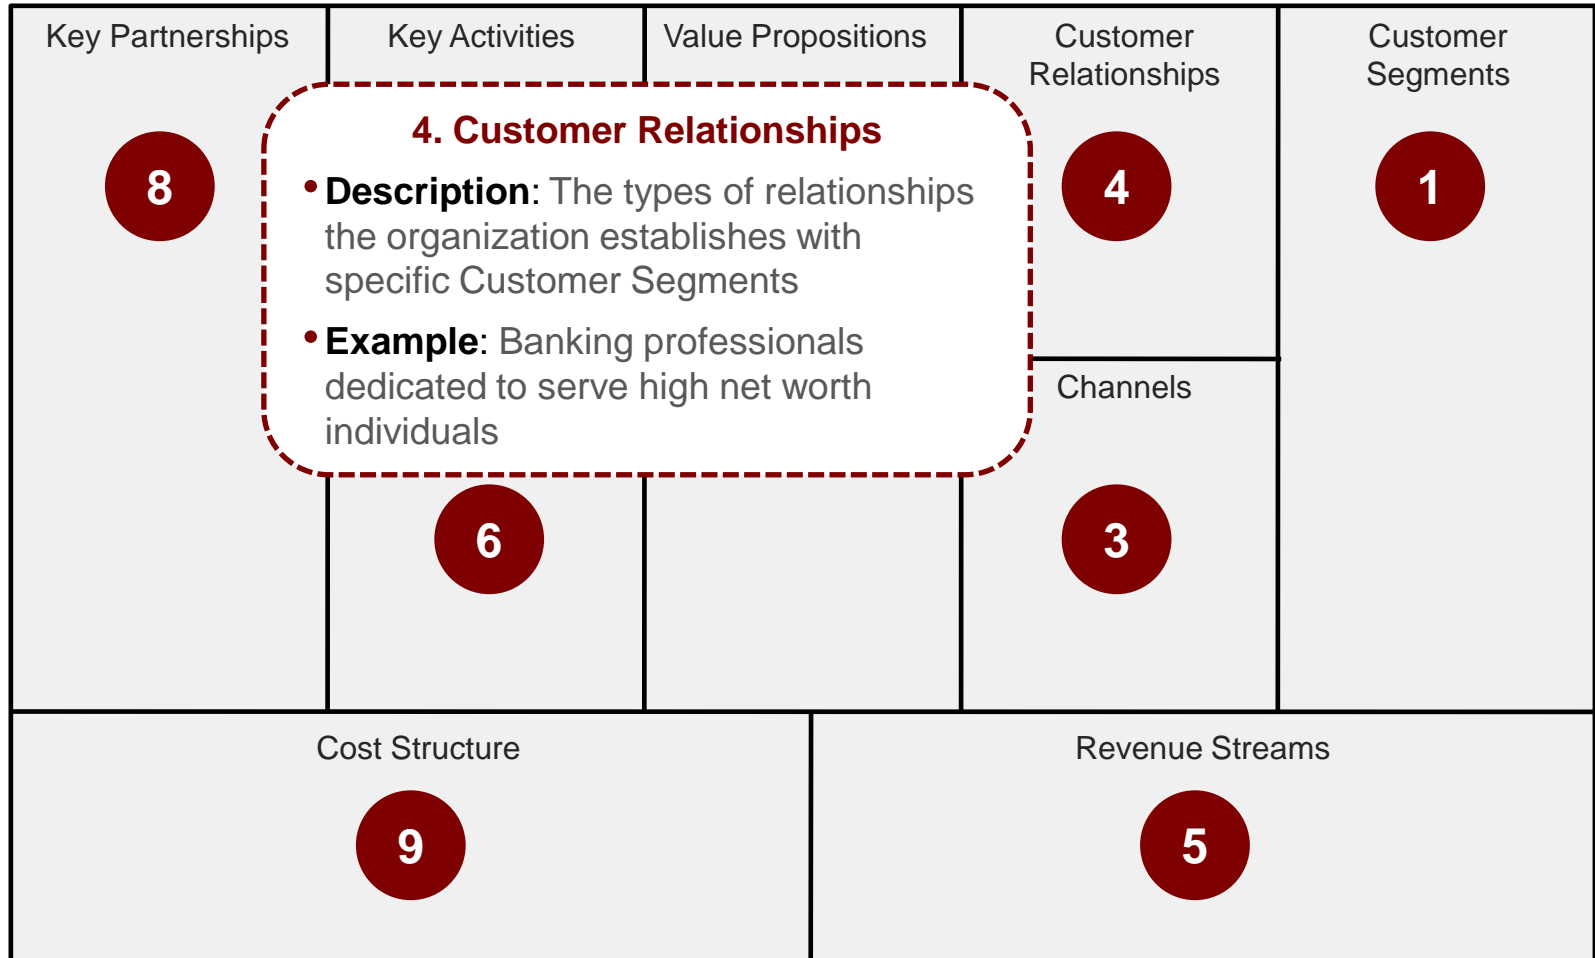 Key Partnerships
8
Key Activities
Value Propositions
Customer
Relationships
4
Customer
Segments
1
4. Customer Relationships
•Description: The types of relationships
the organization establishes with
specific Customer Segments
•Example: Banking professionals
dedicated to serve high net worth
individuals
6
Channels
3
Cost Structure
9
Revenue Streams
5